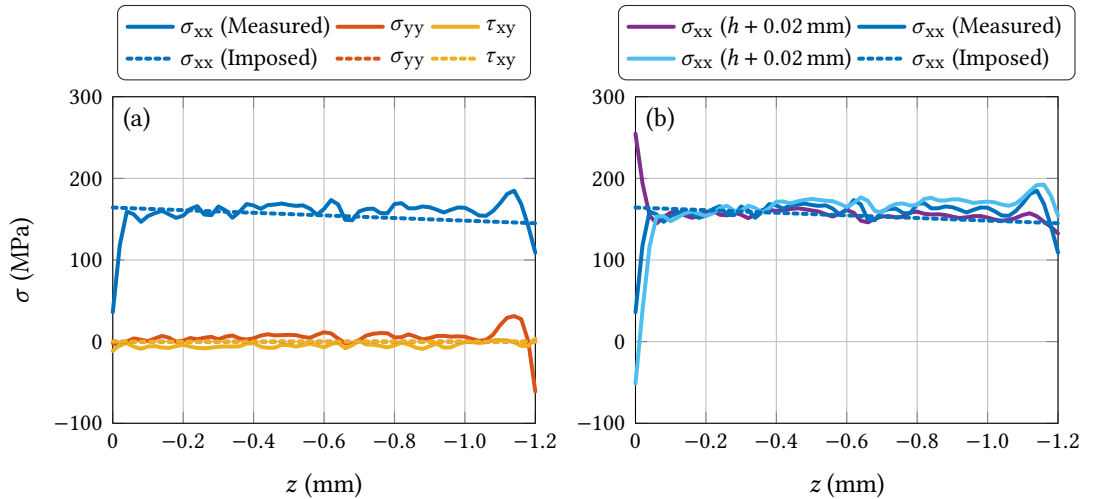 σxx (Measured) σyy τxy
σxx (Imposed) σyy τxy
σxx (h + 0.02 mm) σxx (Measured)
σxx (h + 0.02 mm) σxx (Imposed)
(a)
300
200
100
0
−100
σ (MPa)
0 −0.2 −0.4 −0.6 −0.8 −1.0 −1.2
z (mm)
(b)
300
200
100
0
−100
0 −0.2 −0.4 −0.6 −0.8 −1.0 −1.2
z (mm)